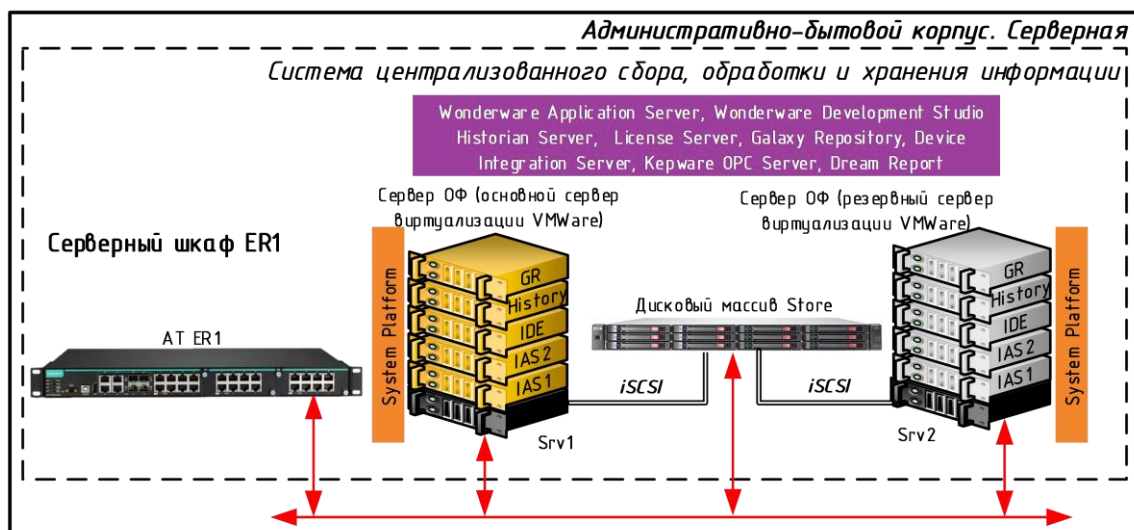 Административно-бытовой корпус. Серверная
Система централизованного сбора, обработки и хранения информации
Wonderware Application Server, Wonderware Development Studio
Historian Server, License Server, Galaxy Repository, Device
Integration Server, Kepware OPC Server, Dream Report
Сервер ОФ (основной сервер
виртуализации VMWare)
Сервер ОФ (резервный сервер
виртуализации VMWare)
Серверный шкаф ER1
AT ER1
System Platform
GR
History
IDE
IAS 2
IAS 1
Srv1
Дисковый массив Store
iSCSI
iSCSI
GR
History
IDE
IAS 2
IAS 1
Srv2
System Platform